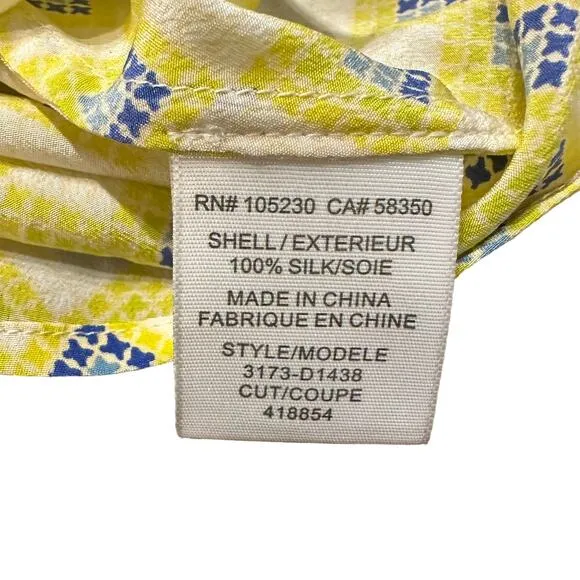 RN# 105230 CA# 58350
SHELL/EXTERIEUR
100% SILK/SOIE
MADE IN CHINA
FABRIQUE EN CHINE
STYLE/MODELE
3173-D1438
CUT/COUPE
418854